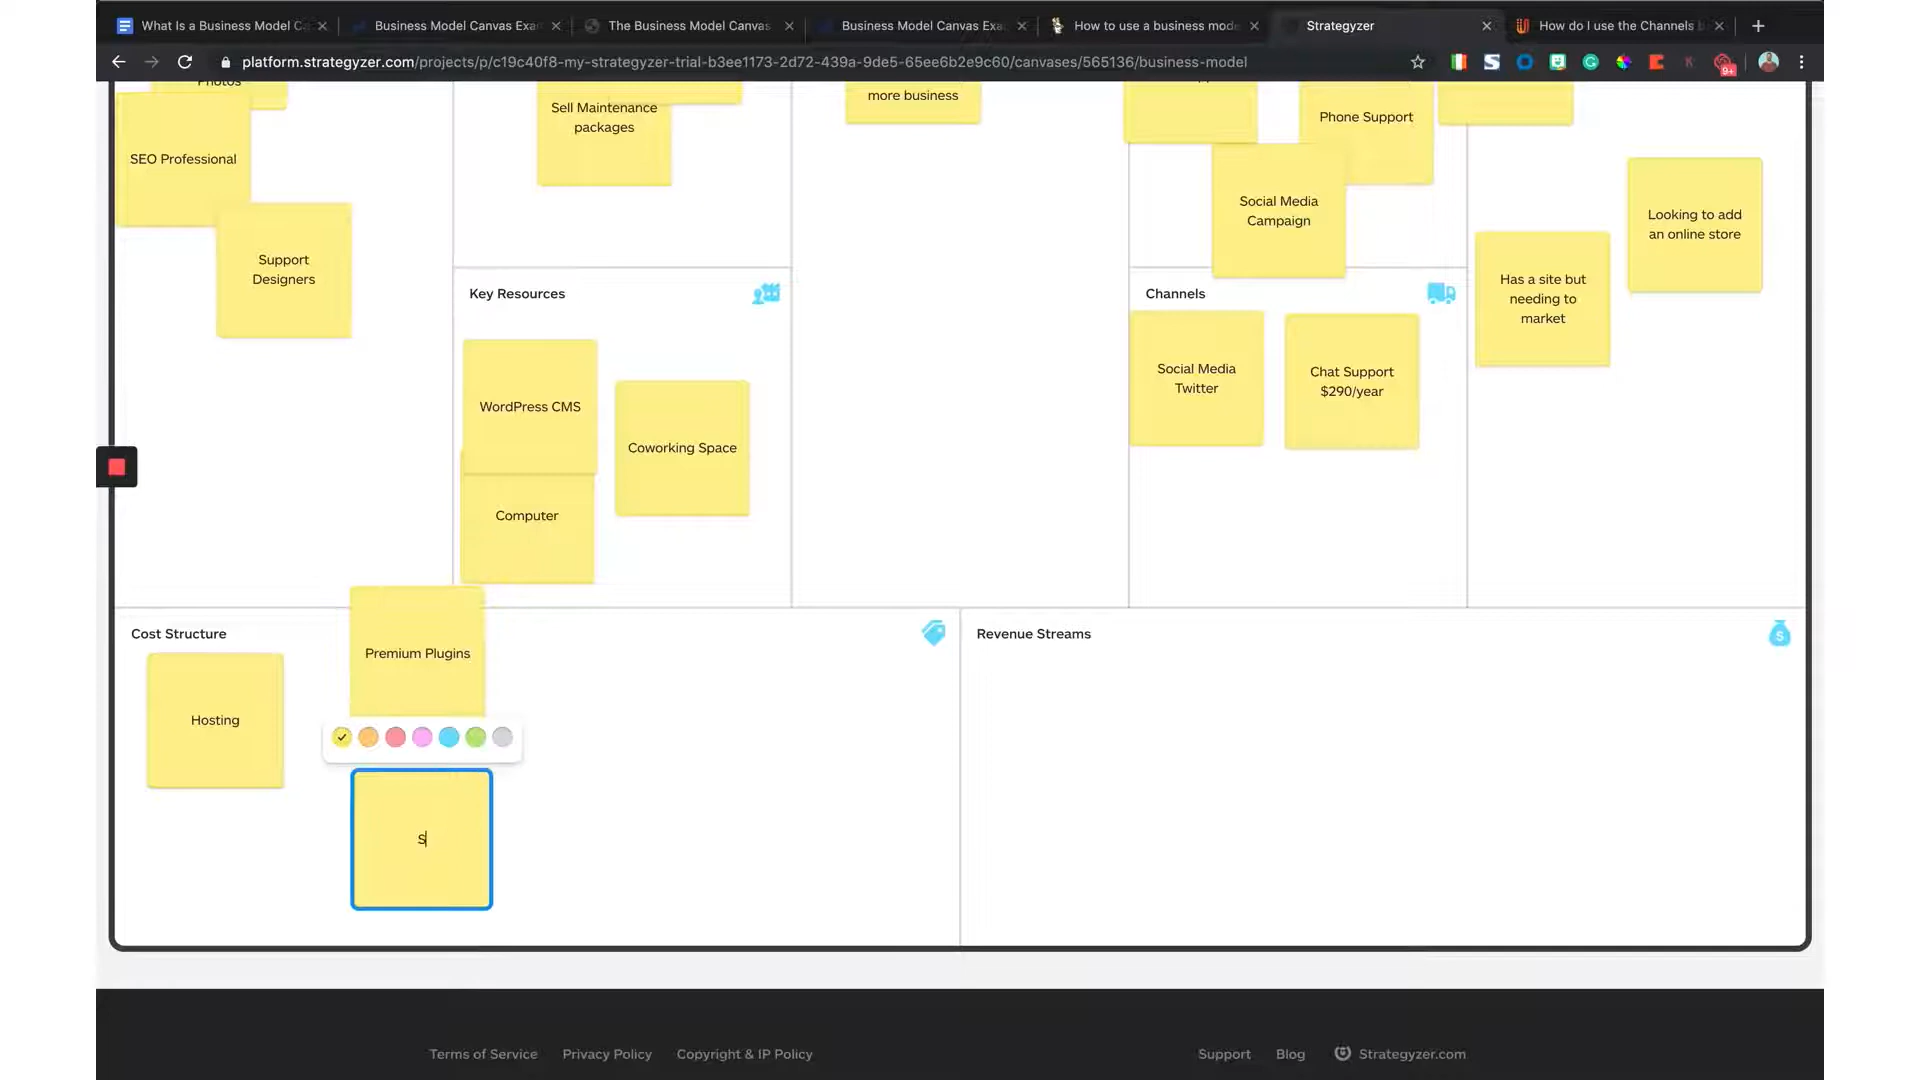 What Is a Business Model C
Business Model Canvas Exa
The Business Model Canvas
Business Model Canvas Exa
How to use a business mode
Strategyzer
How do I use the Channels b
platform.strategyzer.com/projects/p/c19c40f8-my-strategyzer-trial-b3ee1173-2d72-439a-9de5-65ee6b2e9c60/canvases/565136/business-model
9+
Photos
SEO Professional
Support
Designers
Sell Maintenance
packages
more business
Phone Support
Social Media
Campaign
Looking to add
an online store
Has a site but
needing to
market
Key Resources
WordPress CMS
Coworking Space
Computer
Channels
Social Media
Twitter
Chat Support
$290/year
Cost Structure
Hosting
Premium Plugins
S
Revenue Streams
Terms of Service
Privacy Policy
Copyright & IP Policy
Support
Blog
Strategyzer.com